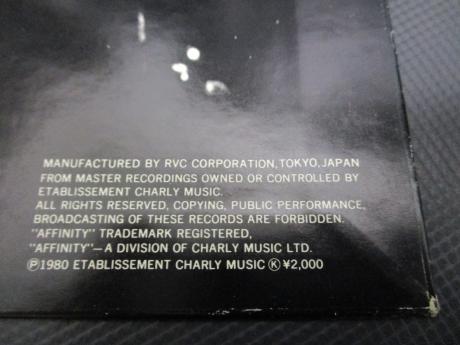 MANUFACTURED BY RVC CORPORATION, TOKYO, JAPAN
FROM MASTER RECORDINGS OWNED OR CONTROLLED BY
ETABLISSEMENT CHARLY MUSIC.
ALL RIGHTS RESERVED, COPYING, PUBLIC PERFORMANCE,
BROADCASTING OF THESE RECORDS ARE FORBIDDEN.
"AFFINITY" TRADEMARK REGISTERED,
"AFFINITY"—A DIVISION OF CHARLY MUSIC LTD.
Ⓟ1980 ETABLISSEMENT CHARLY MUSIC Ⓚ ¥2,000